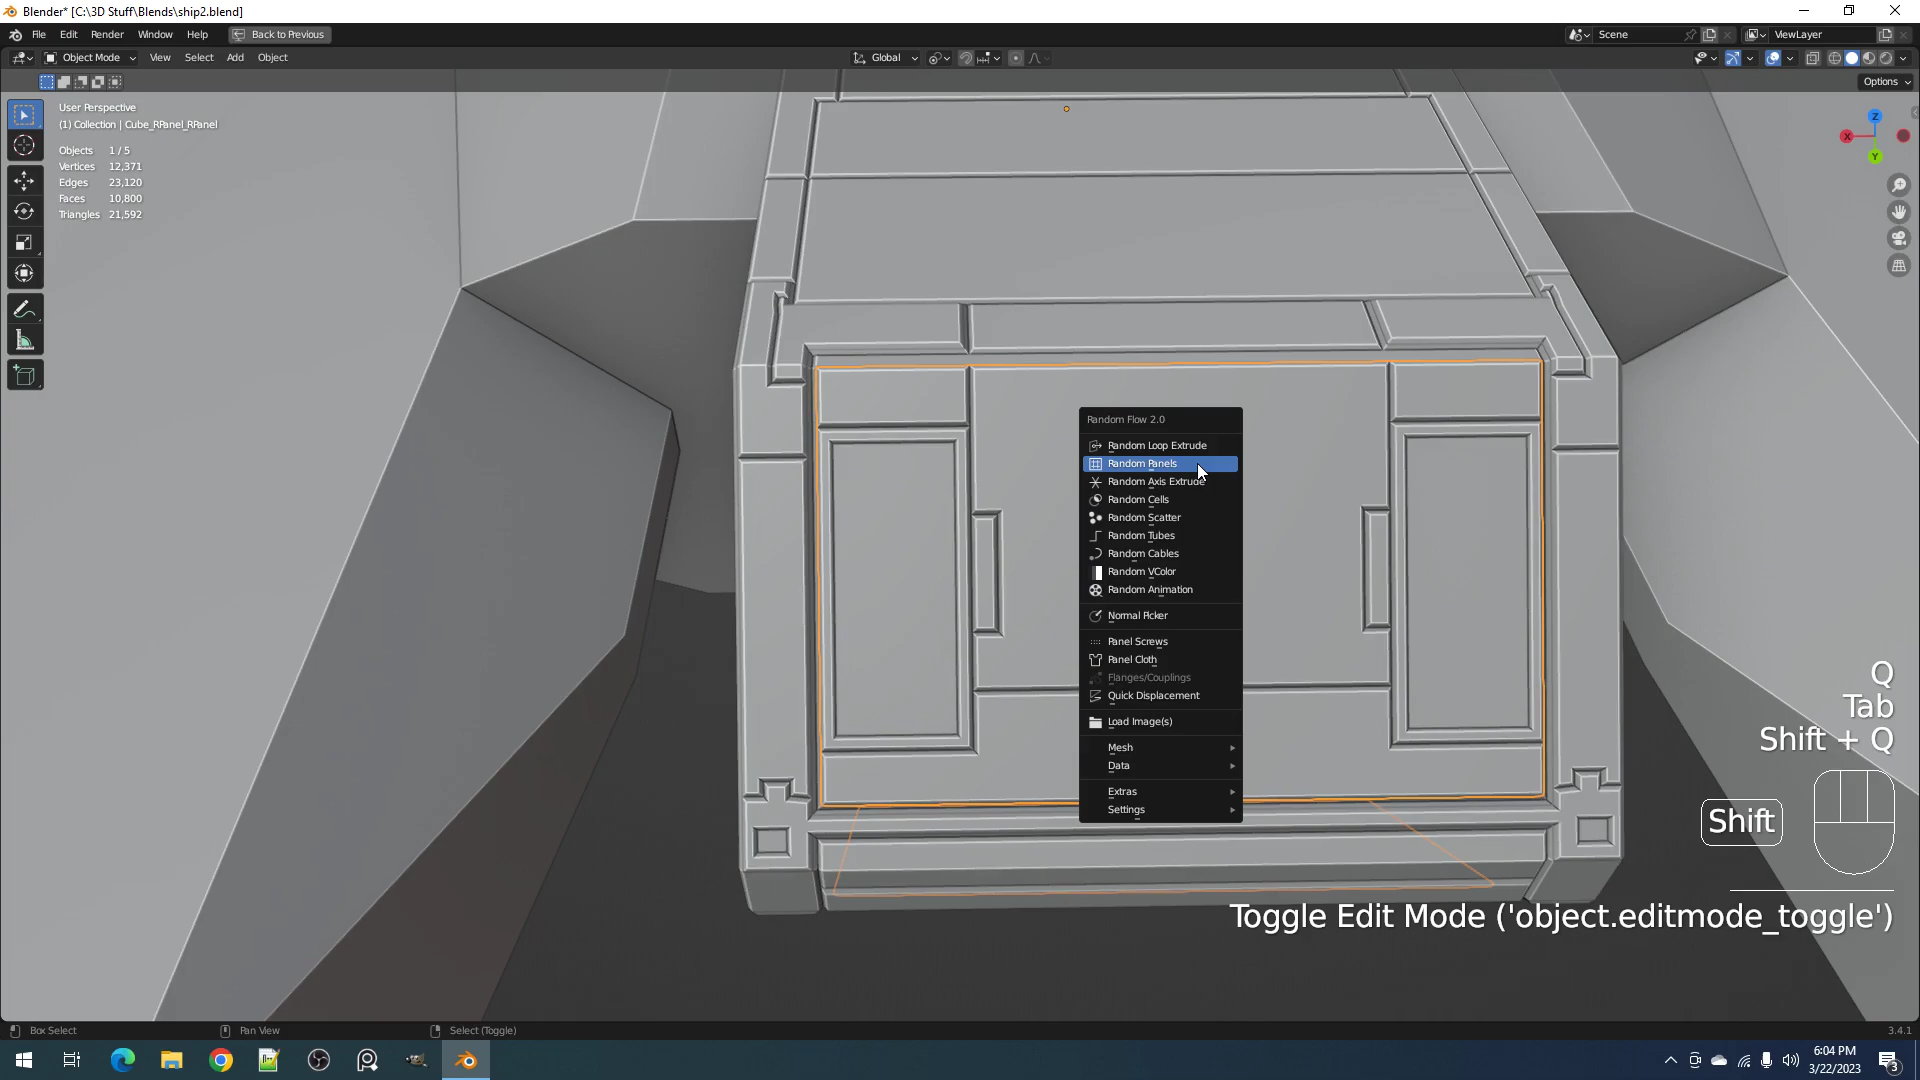 Blender* [C:\3D Stuff\Blends\ship2.blend]
File Edit Render Window Help Back to Previous
Scene ViewLayer
Object Mode View Select Add Object
Global
Options
User Perspective
(1) Collection | Cube_RPanel_RPanel
Objects 1 / 5
Vertices 12,371
Edges 23,120
Faces 10,800
Triangles 21,592
Z
X
Y
Random Flow 2.0
Random Loop Extrude
Random Panels
Random Axis Extrude
Random Cells
Random Scatter
Random Tubes
Random Cables
Random VColor
Random Animation
Normal Picker
Panel Screws
Panel Cloth
Flanges/Couplings
Quick Displacement
Load Image(s)
Mesh
Data
Extras
Settings
Q
Tab
Shift + Q
Shift
Toggle Edit Mode ('object.editmode_toggle')
Box Select Pan View Select (Toggle) 3.4.1
6:04 PM
3/22/2023
3